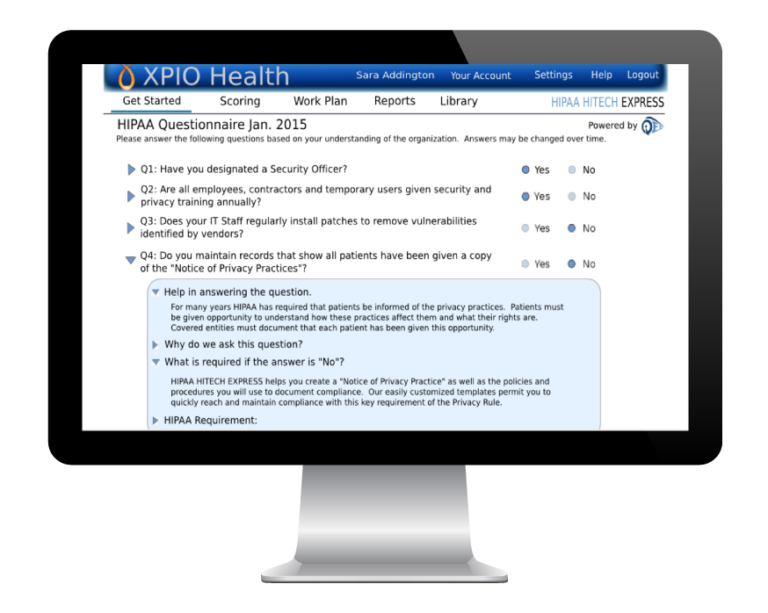 XPIO Health
Sara Addington Your Account Settings Help Logout
Get Started Scoring Work Plan Reports Library HIPAA HITECH EXPRESS
HIPAA Questionnaire Jan. 2015
Powered by
Please answer the following questions based on your understanding of the organization. Answers may be changed over time.
Q1: Have you designated a Security Officer? Yes No
Q2: Are all employees, contractors and temporary users given security and
privacy training annually? Yes No
Q3: Does your IT Staff regularly install patches to remove vulnerabilities
identified by vendors? Yes No
Q4: Do you maintain records that show all patients have been given a copy
of the "Notice of Privacy Practices"? Yes No
Help in answering the question.
For many years HIPAA has required that patients be informed of the privacy practices. Patients must
be given opportunity to understand how these practices affect them and what their rights are.
Covered entities must document that each patient has been given this opportunity.
Why do we ask this question?
What is required if the answer is "No"?
HIPAA HITECH EXPRESS helps you create a "Notice of Privacy Practice" as well as the policies and
procedures you will use to document compliance. Our easily customized templates permit you to
quickly reach and maintain compliance with this key requirement of the Privacy Rule.
HIPAA Requirement: